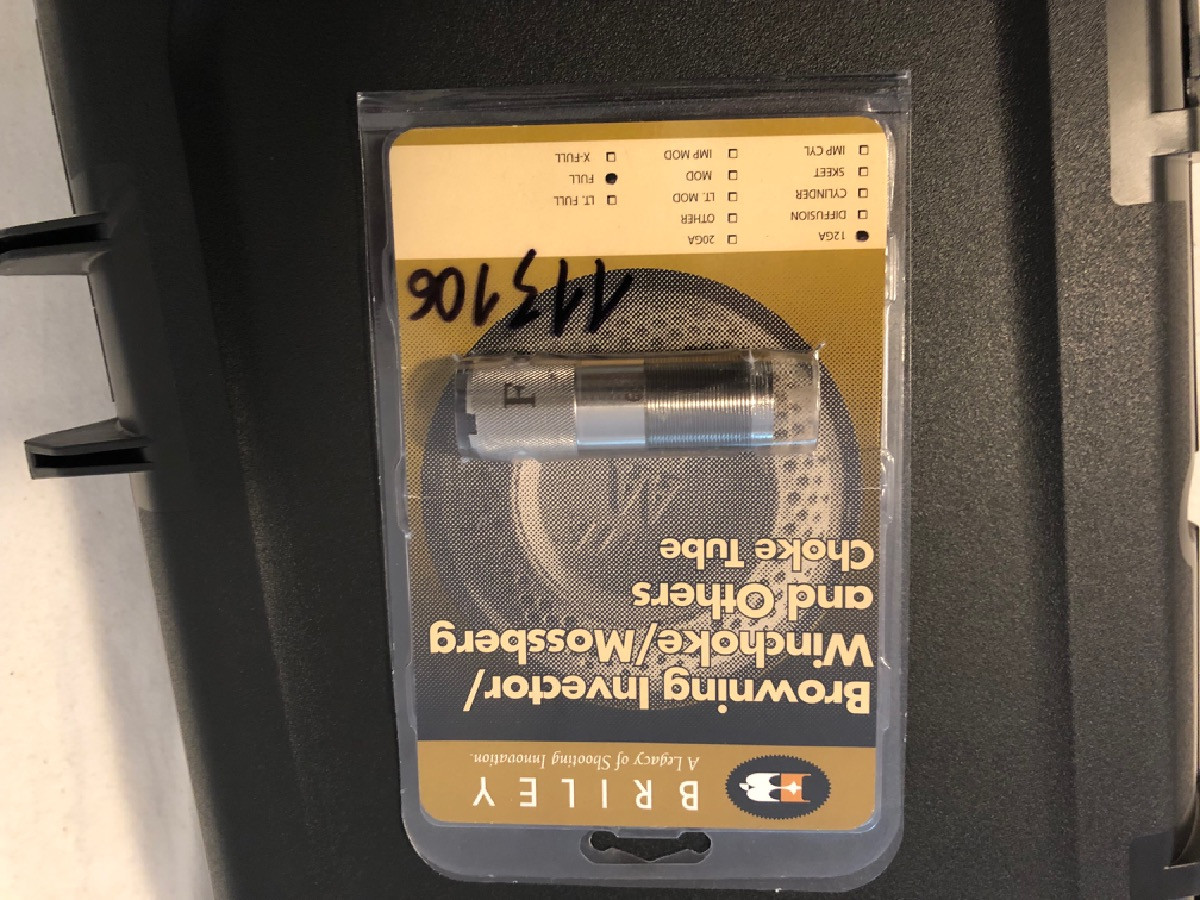 BRILEY
A Legacy of Shooting Innovation.
Browning Invector/
Winchoke/Mossberg
and Others
Choke Tube
F
113106
12GA 20GA
DIFFUSION OTHER
CYLINDER LT. MOD LT. FULL
SKEET MOD FULL
IMP CYL IMP MOD X-FULL